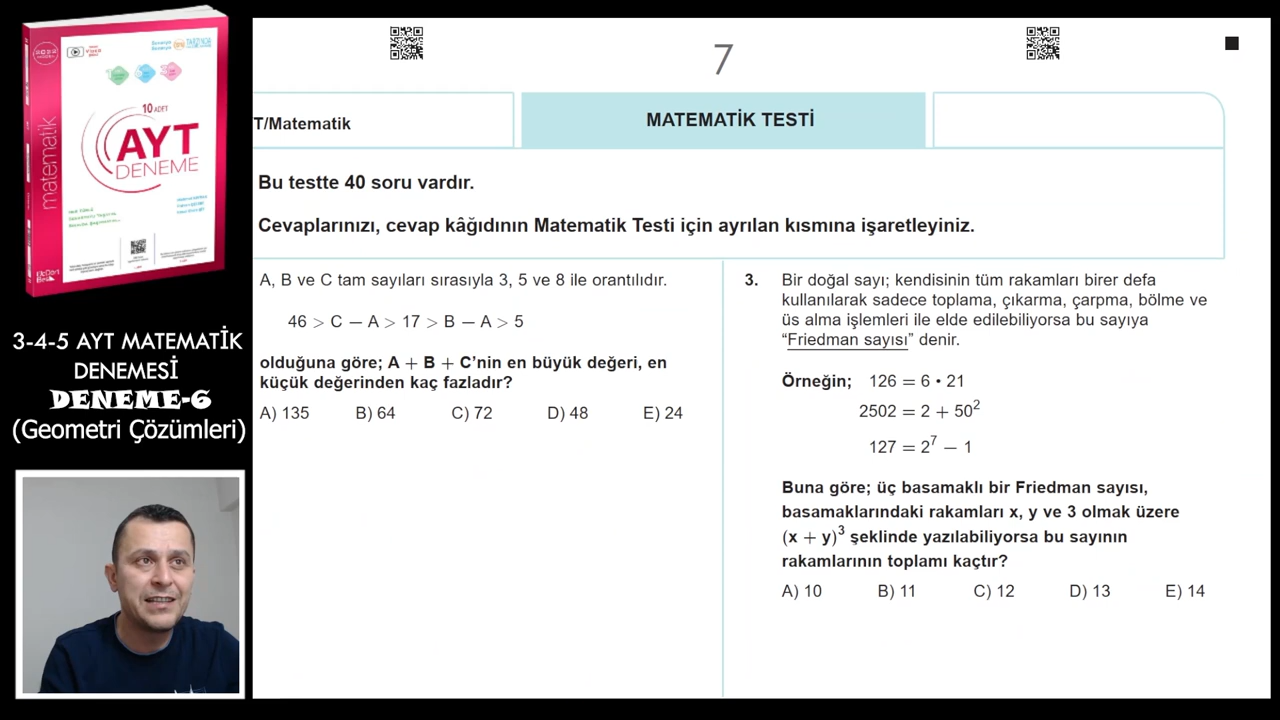 matematik
10 ADET
AYT
DENEME
3-4-5 AYT MATEMATİK
DENEMESİ
DENEME-6
(Geometri Çözümleri)
7
T/Matematik
MATEMATİK TESTİ
Bu testte 40 soru vardır.
Cevaplarınızı, cevap kâğıdının Matematik Testi için ayrılan kısmına işaretleyiniz.
A, B ve C tam sayıları sırasıyla 3, 5 ve 8 ile orantılıdır.
46 > C − A > 17 > B − A > 5
olduğuna göre; A + B + C'nin en büyük değeri, en
küçük değerinden kaç fazladır?
A) 135 B) 64 C) 72 D) 48 E) 24
3. Bir doğal sayı; kendisinin tüm rakamları birer defa
kullanılarak sadece toplama, çıkarma, çarpma, bölme ve
üs alma işlemleri ile elde edilebiliyorsa bu sayıya
“Friedman sayısı” denir.
Örneğin; 126 = 6 • 21
2502 = 2 + 50²
127 = 2⁷ − 1
Buna göre; üç basamaklı bir Friedman sayısı,
basamaklarındaki rakamları x, y ve 3 olmak üzere
(x + y)³ şeklinde yazılabiliyorsa bu sayının
rakamlarının toplamı kaçtır?
A) 10 B) 11 C) 12 D) 13 E) 14